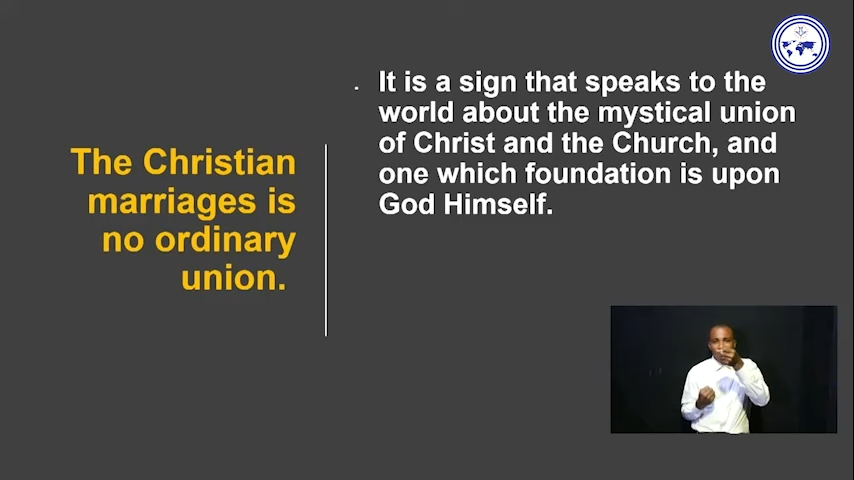 The Christian
marriages is
no ordinary
union.
It is a sign that speaks to the
world about the mystical union
of Christ and the Church, and
one which foundation is upon
God Himself.